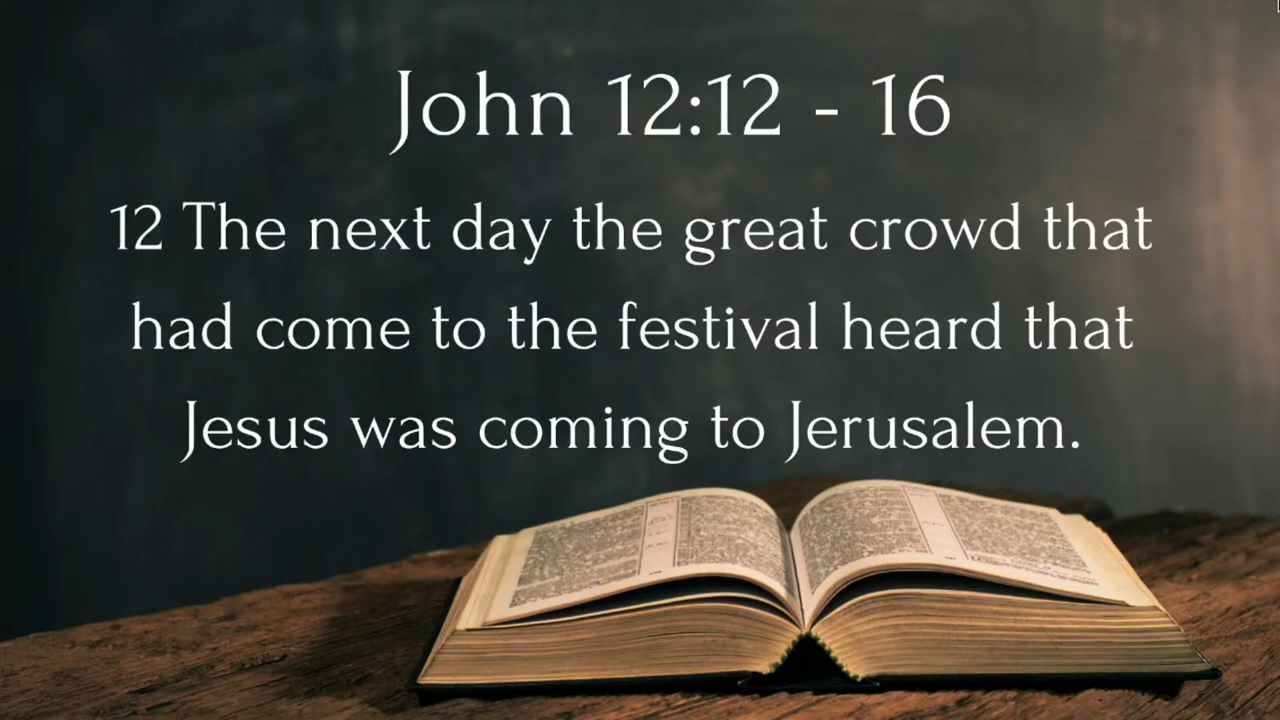 John 12:12 - 16
12 The next day the great crowd that
had come to the festival heard that
Jesus was coming to Jerusalem.